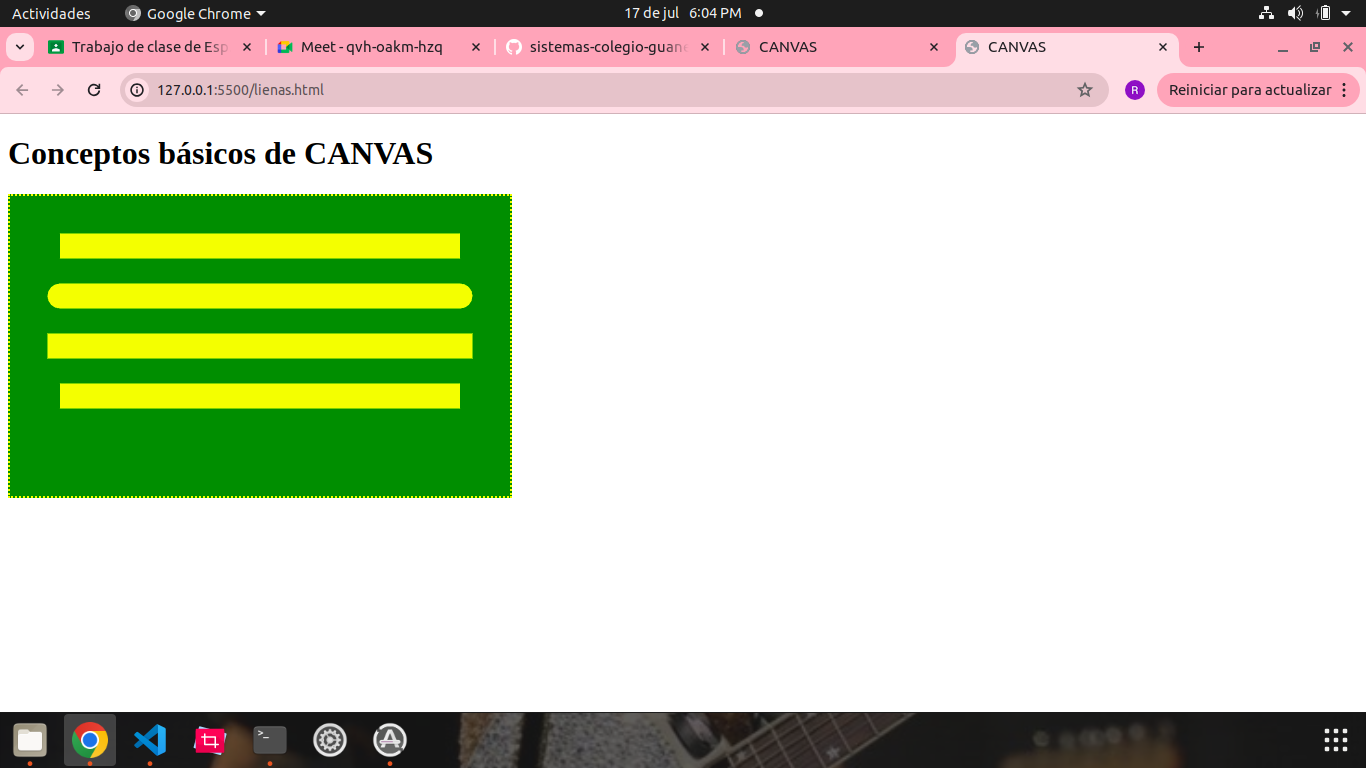 Actividades Google Chrome 17 de jul 6:04 PM
Trabajo de clase de Esp Meet - qvh-oakm-hzq sistemas-colegio-guane CANVAS CANVAS
127.0.0.1:5500/lienas.html R Reiniciar para actualizar
Conceptos básicos de CANVAS